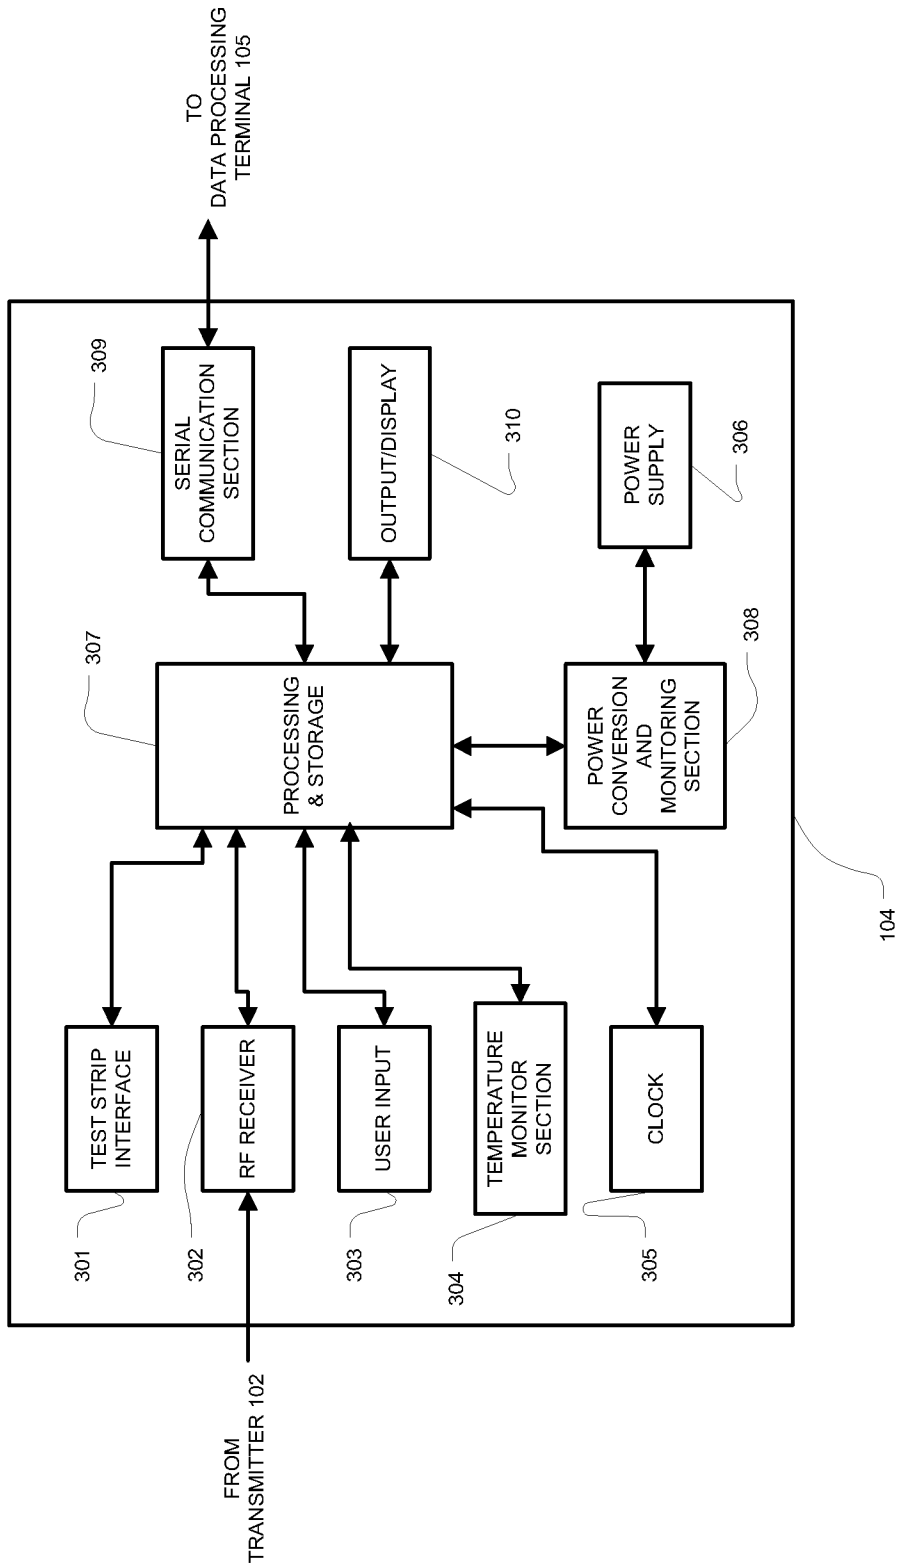 TEST STRIP
INTERFACE
301
RF RECEIVER
302
USER INPUT
303
TEMPERATURE
MONITOR
SECTION
304
CLOCK
305
FROM
TRANSMITTER 102
PROCESSING
& STORAGE
307
SERIAL
COMMUNICATION
SECTION
309
TO
DATA PROCESSING
TERMINAL 105
OUTPUT/DISPLAY
310
POWER
SUPPLY
306
POWER
CONVERSION
AND
MONITORING
SECTION
308
104